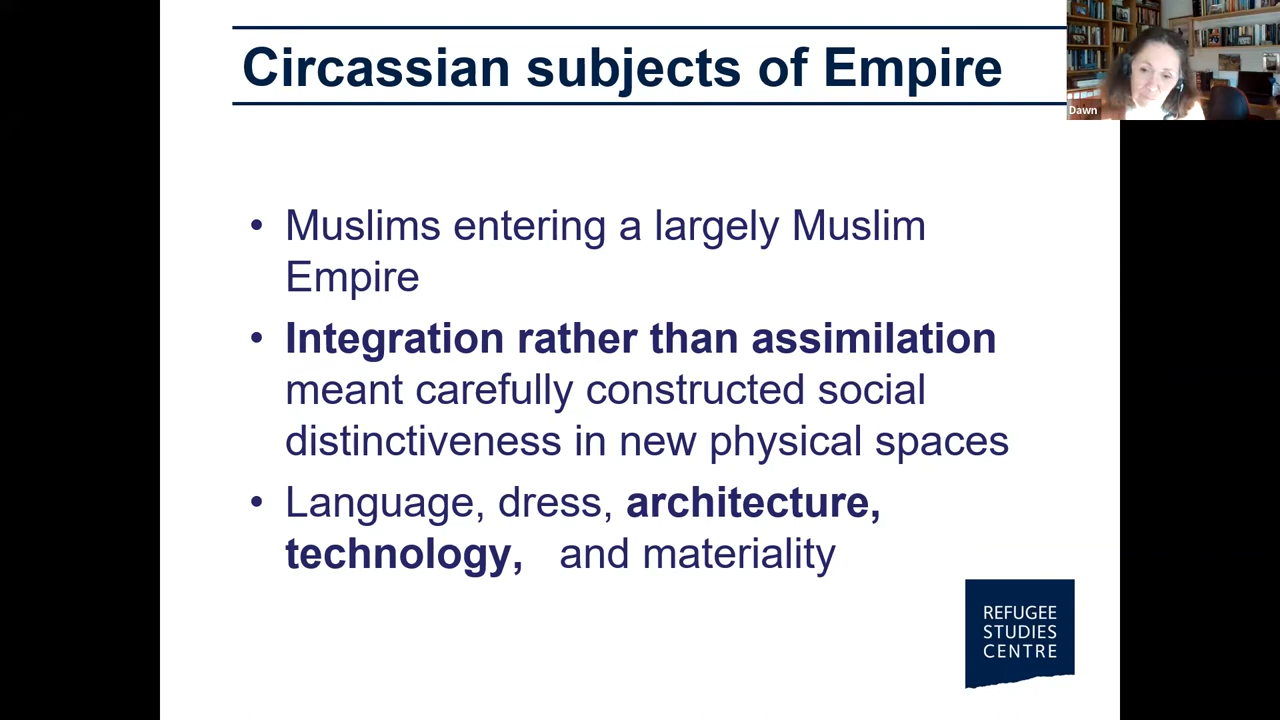 Circassian subjects of Empire
Dawn
• Muslims entering a largely Muslim
Empire
• Integration rather than assimilation
meant carefully constructed social
distinctiveness in new physical spaces
• Language, dress, architecture,
technology, and materiality
REFUGEE
STUDIES
CENTRE